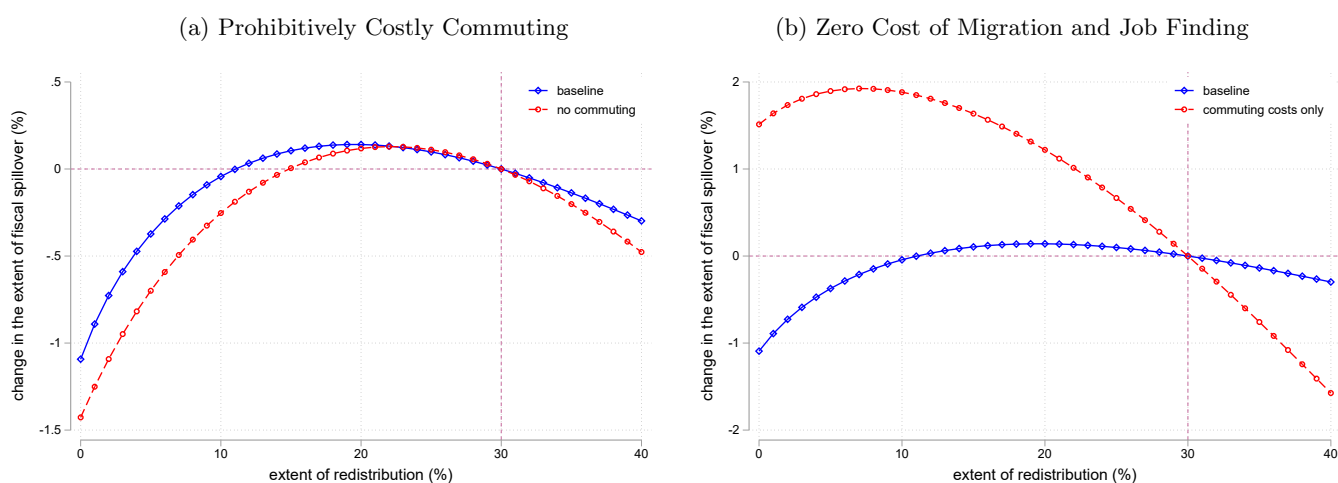 (a) Prohibitively Costly Commuting
.5
0
-.5
-1
-1.5
change in the extent of fiscal spillover (%)
baseline
no commuting
0
10
20
30
40
extent of redistribution (%)
(b) Zero Cost of Migration and Job Finding
2
1
0
-1
-2
change in the extent of fiscal spillover (%)
baseline
commuting costs only
0
10
20
30
40
extent of redistribution (%)